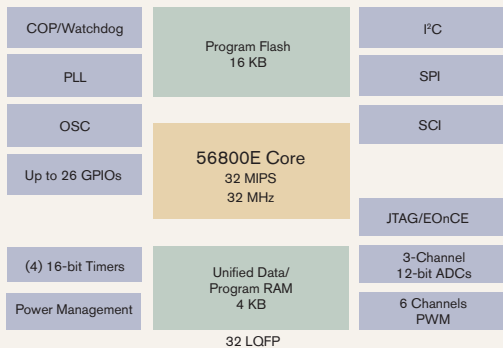 COP/Watchdog
PLL
OSC
Up to 26 GPIOs
(4) 16-bit Timers
Power Management
Program Flash
16 KB
56800E Core
32 MIPS
32 MHz
Unified Data/
Program RAM
4 KB
I²C
SPI
SCI
JTAG/EOnCE
3-Channel
12-bit ADCs
6 Channels
PWM
32 LQFP